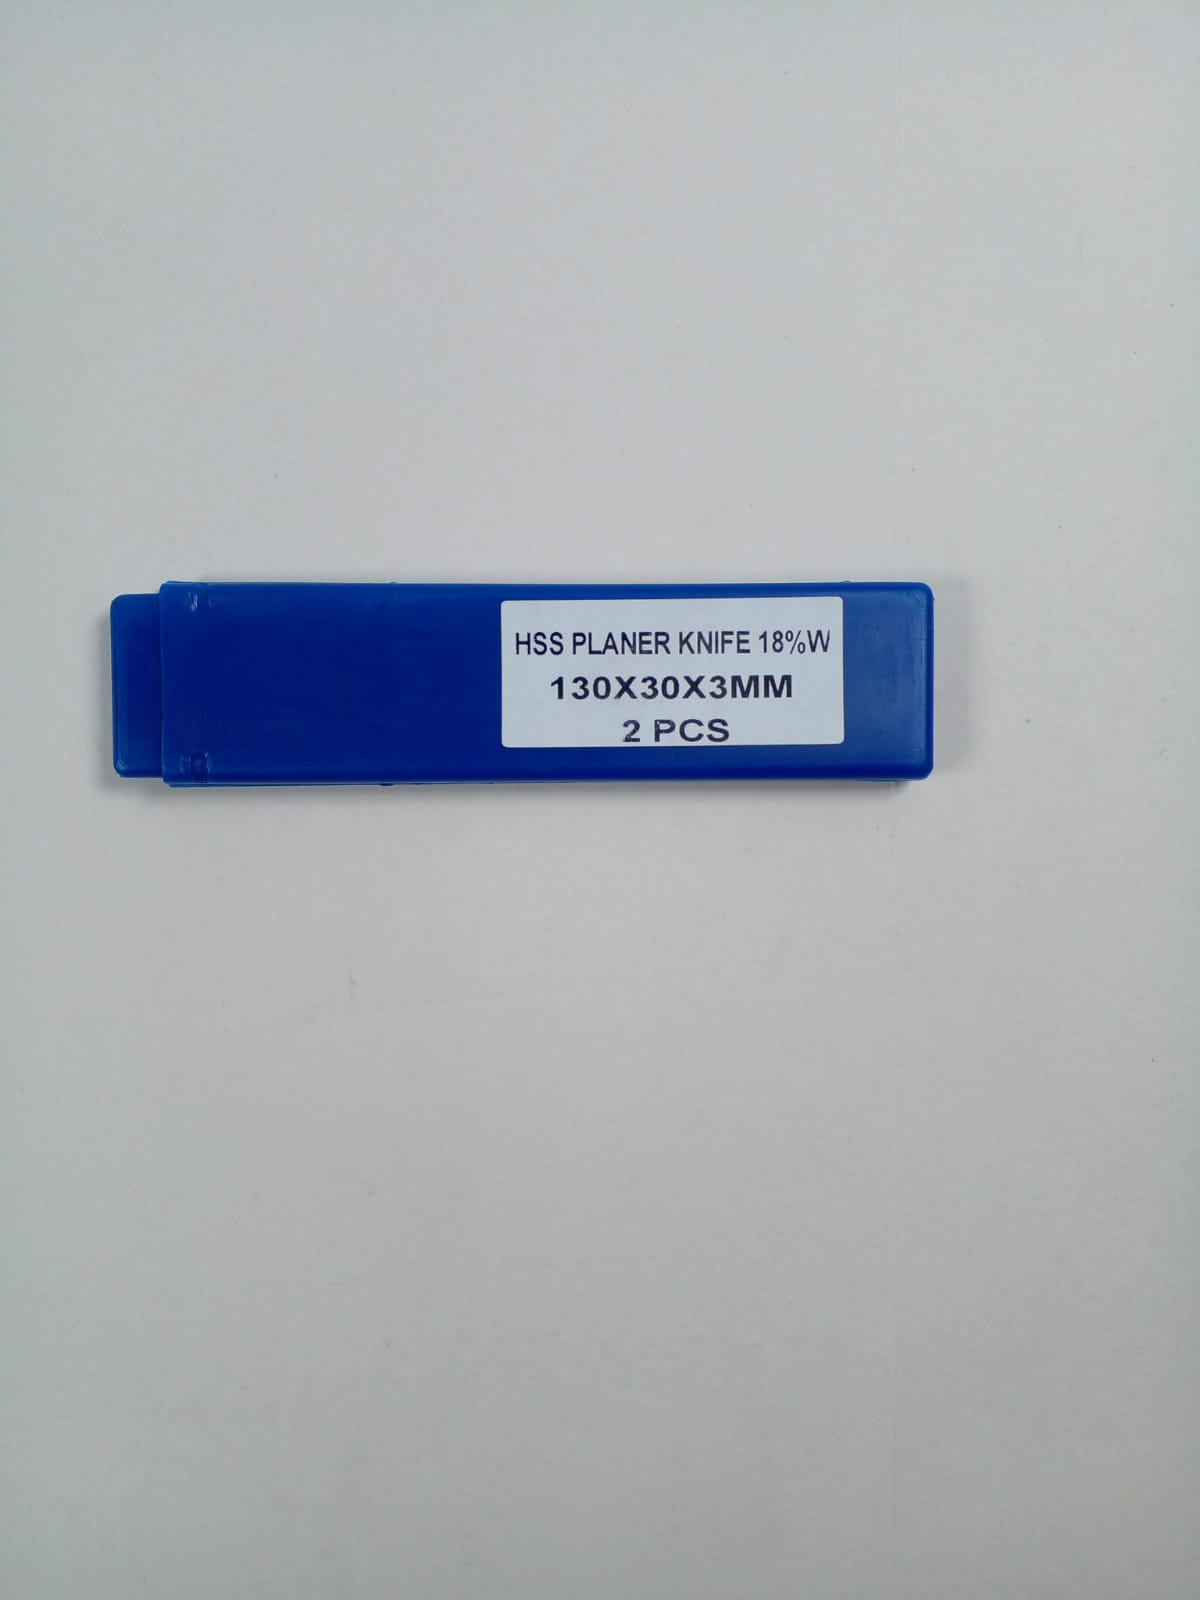 HSS PLANER KNIFE 18%W
130X30X3MM
2 PCS